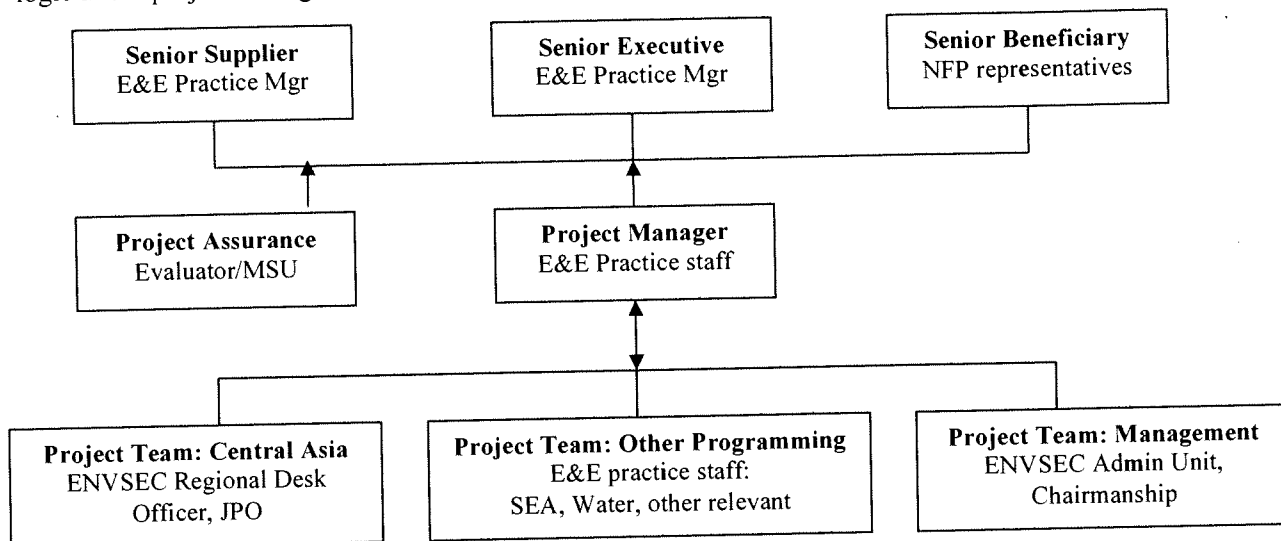 Senior Supplier
E&E Practice Mgr
Senior Executive
E&E Practice Mgr
Senior Beneficiary
NFP representatives
Project Assurance
Evaluator/MSU
Project Manager
E&E Practice staff
Project Team: Central Asia
ENVSEC Regional Desk
Officer, JPO
Project Team: Other Programming
E&E practice staff:
SEA, Water, other relevant
Project Team: Management
ENVSEC Admin Unit,
Chairmanship